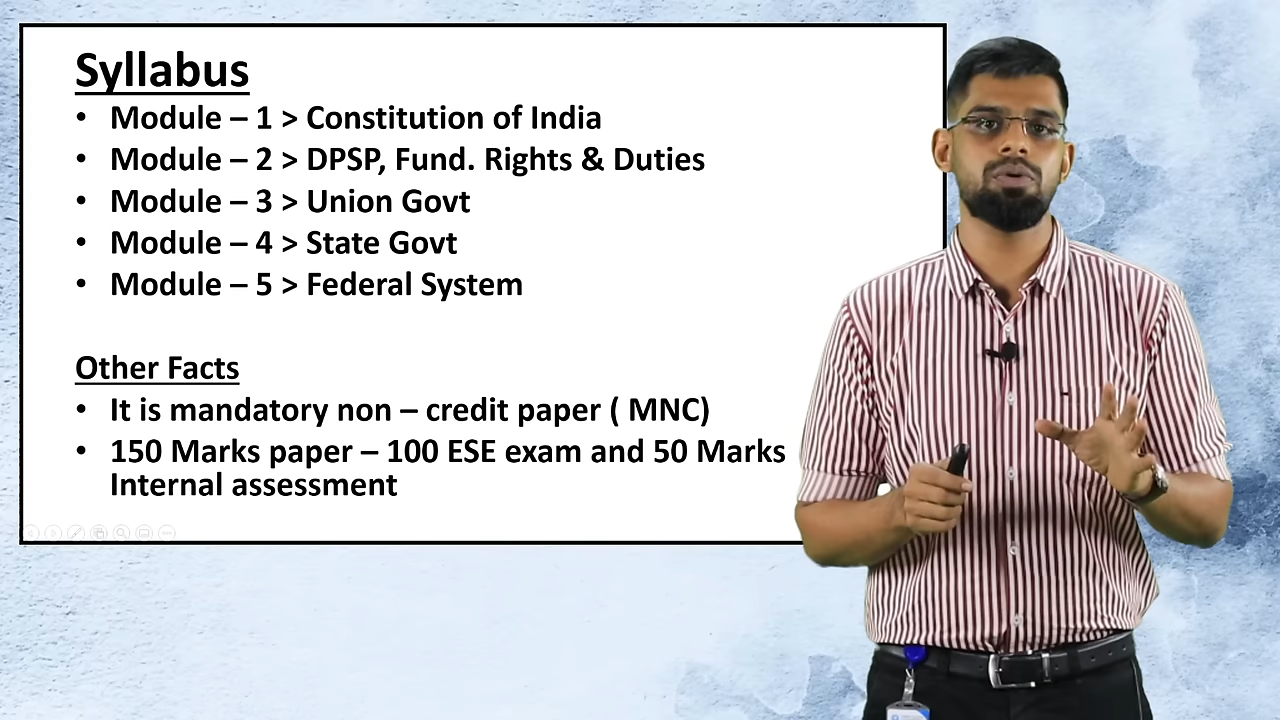 Syllabus
• Module – 1 > Constitution of India
• Module – 2 > DPSP, Fund. Rights & Duties
• Module – 3 > Union Govt
• Module – 4 > State Govt
• Module – 5 > Federal System
Other Facts
• It is mandatory non – credit paper ( MNC)
• 150 Marks paper – 100 ESE exam and 50 Marks
Internal assessment